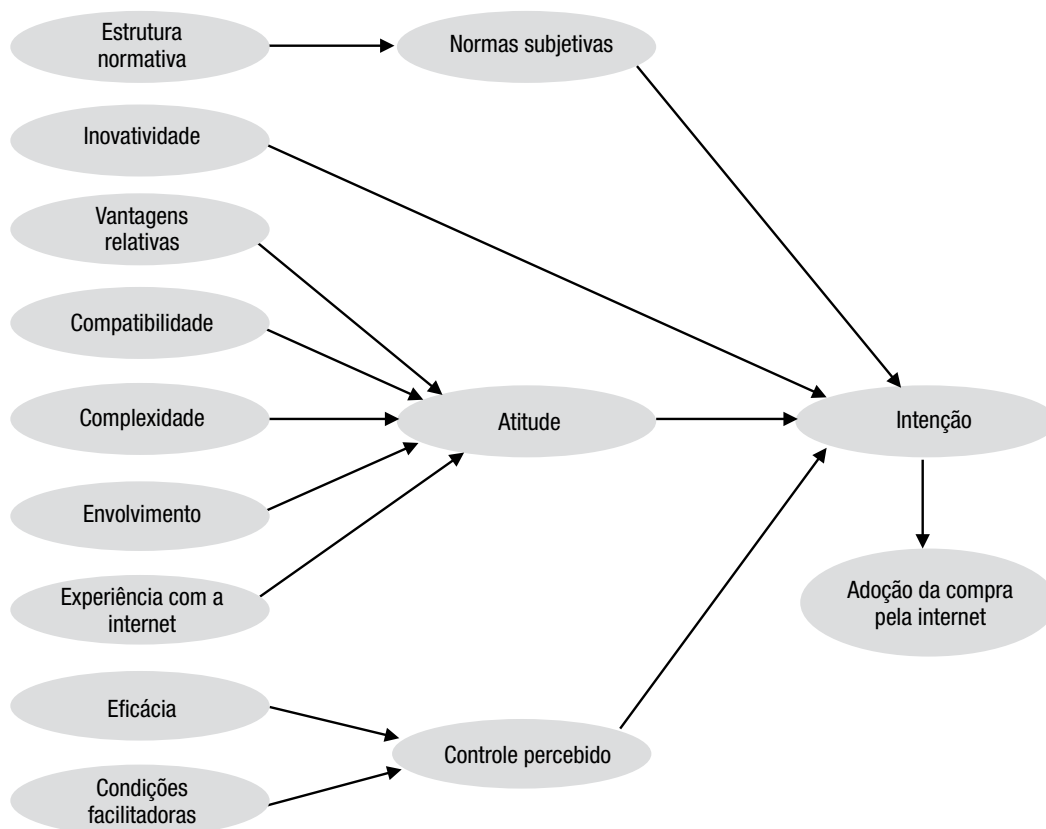 Estrutura
normativa
Normas subjetivas
Inovatividade
Vantagens
relativas
Compatibilidade
Complexidade
Atitude
Intenção
Envolvimento
Experiência com a
internet
Adoção da compra
pela internet
Eficácia
Controle percebido
Condições
facilitadoras